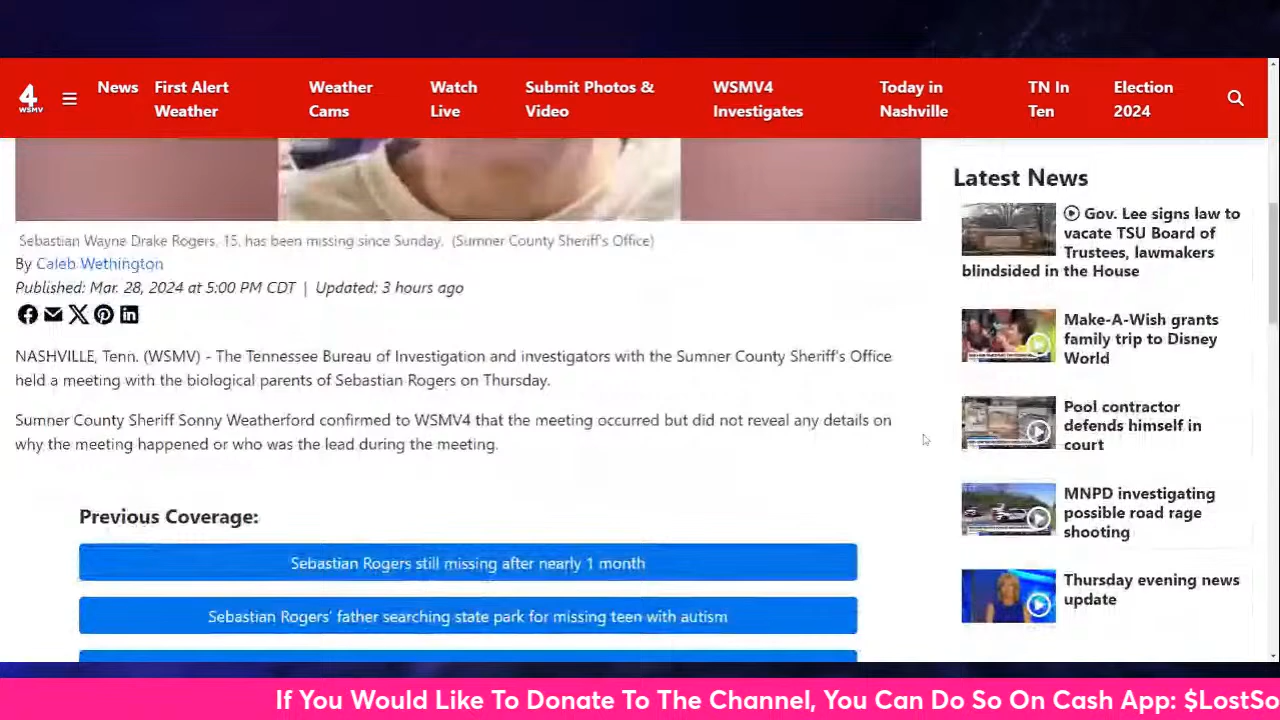 4
WSMV
News
First Alert
Weather
Weather
Cams
Watch
Live
Submit Photos &
Video
WSMV4
Investigates
Today in
Nashville
TN In
Ten
Election
2024
Sebastian Wayne Drake Rogers, 15, has been missing since Sunday. (Sumner County Sheriff's Office)
By Caleb Wethington
Published: Mar. 28, 2024 at 5:00 PM CDT | Updated: 3 hours ago
NASHVILLE, Tenn. (WSMV) - The Tennessee Bureau of Investigation and investigators with the Sumner County Sheriff's Office
held a meeting with the biological parents of Sebastian Rogers on Thursday.
Sumner County Sheriff Sonny Weatherford confirmed to WSMV4 that the meeting occurred but did not reveal any details on
why the meeting happened or who was the lead during the meeting.
Previous Coverage:
Sebastian Rogers still missing after nearly 1 month
Sebastian Rogers' father searching state park for missing teen with autism
Latest News
Gov. Lee signs law to
vacate TSU Board of
Trustees, lawmakers
blindsided in the House
Make-A-Wish grants
family trip to Disney
World
Pool contractor
defends himself in
court
MNPD investigating
possible road rage
shooting
Thursday evening news
update
If You Would Like To Donate To The Channel, You Can Do So On Cash App: $LostSo